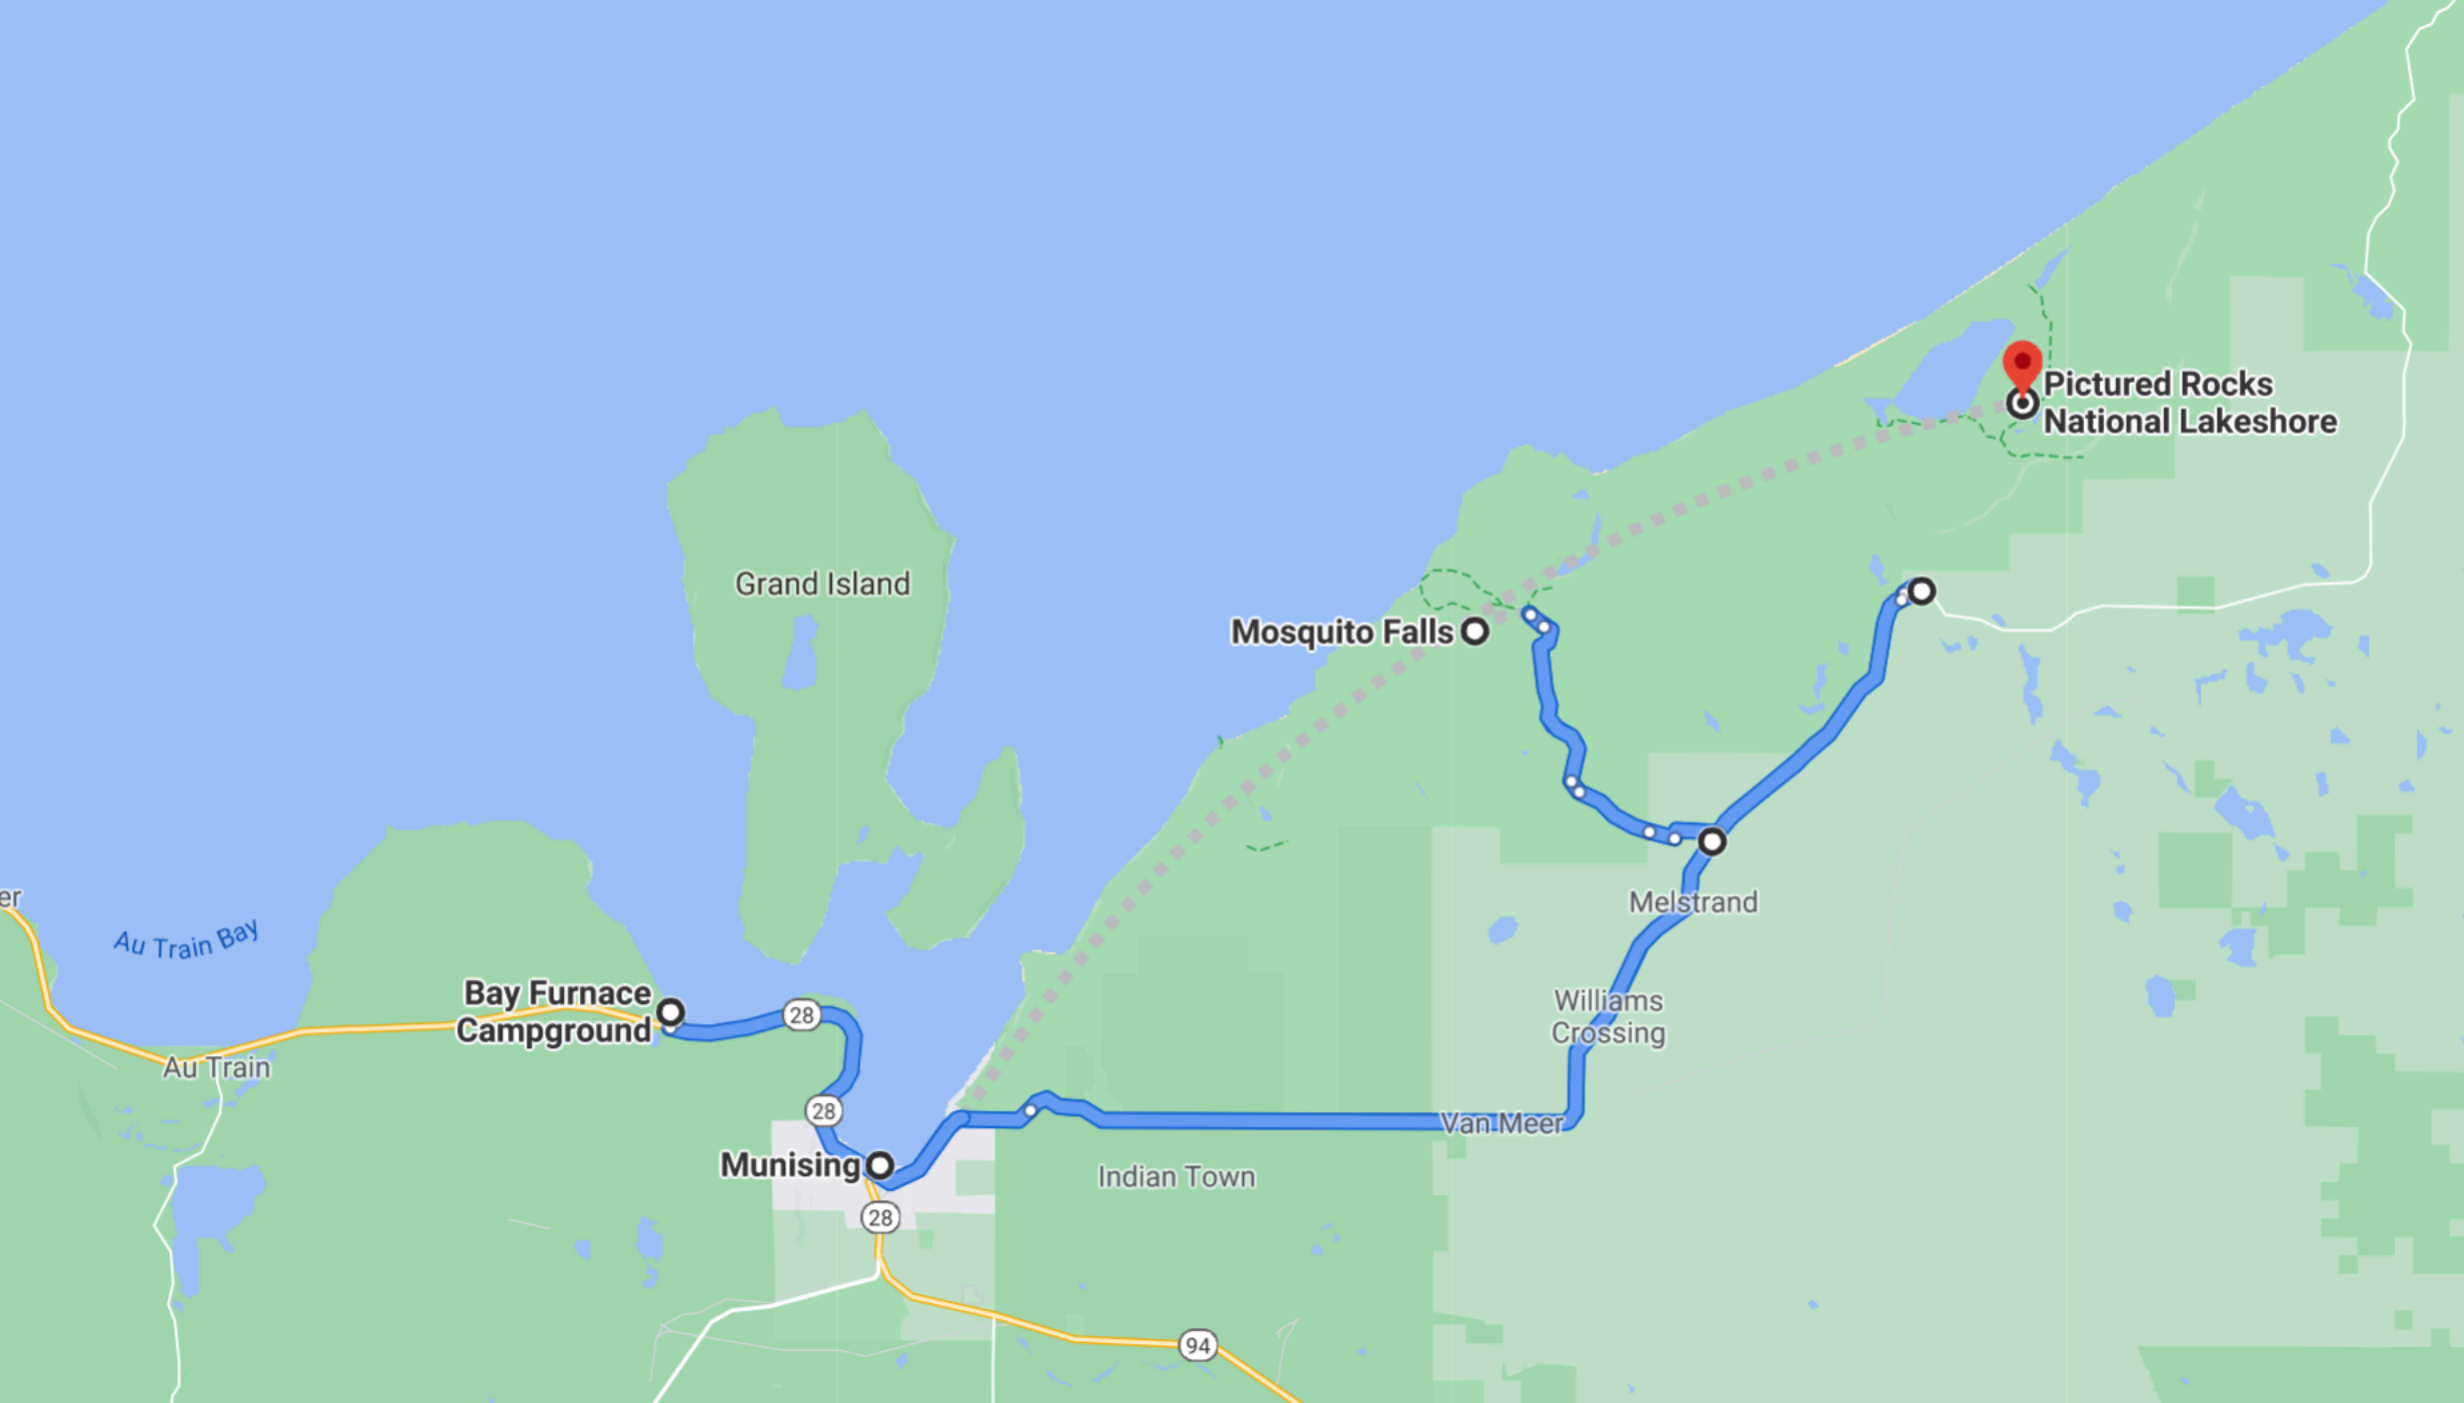 Pictured Rocks
National Lakeshore
Grand Island
Mosquito Falls
er
Melstrand
Au Train Bay
Bay Furnace
Campground
28
Williams
Crossing
Au Train
28
Van Meer
Munising
Indian Town
28
94